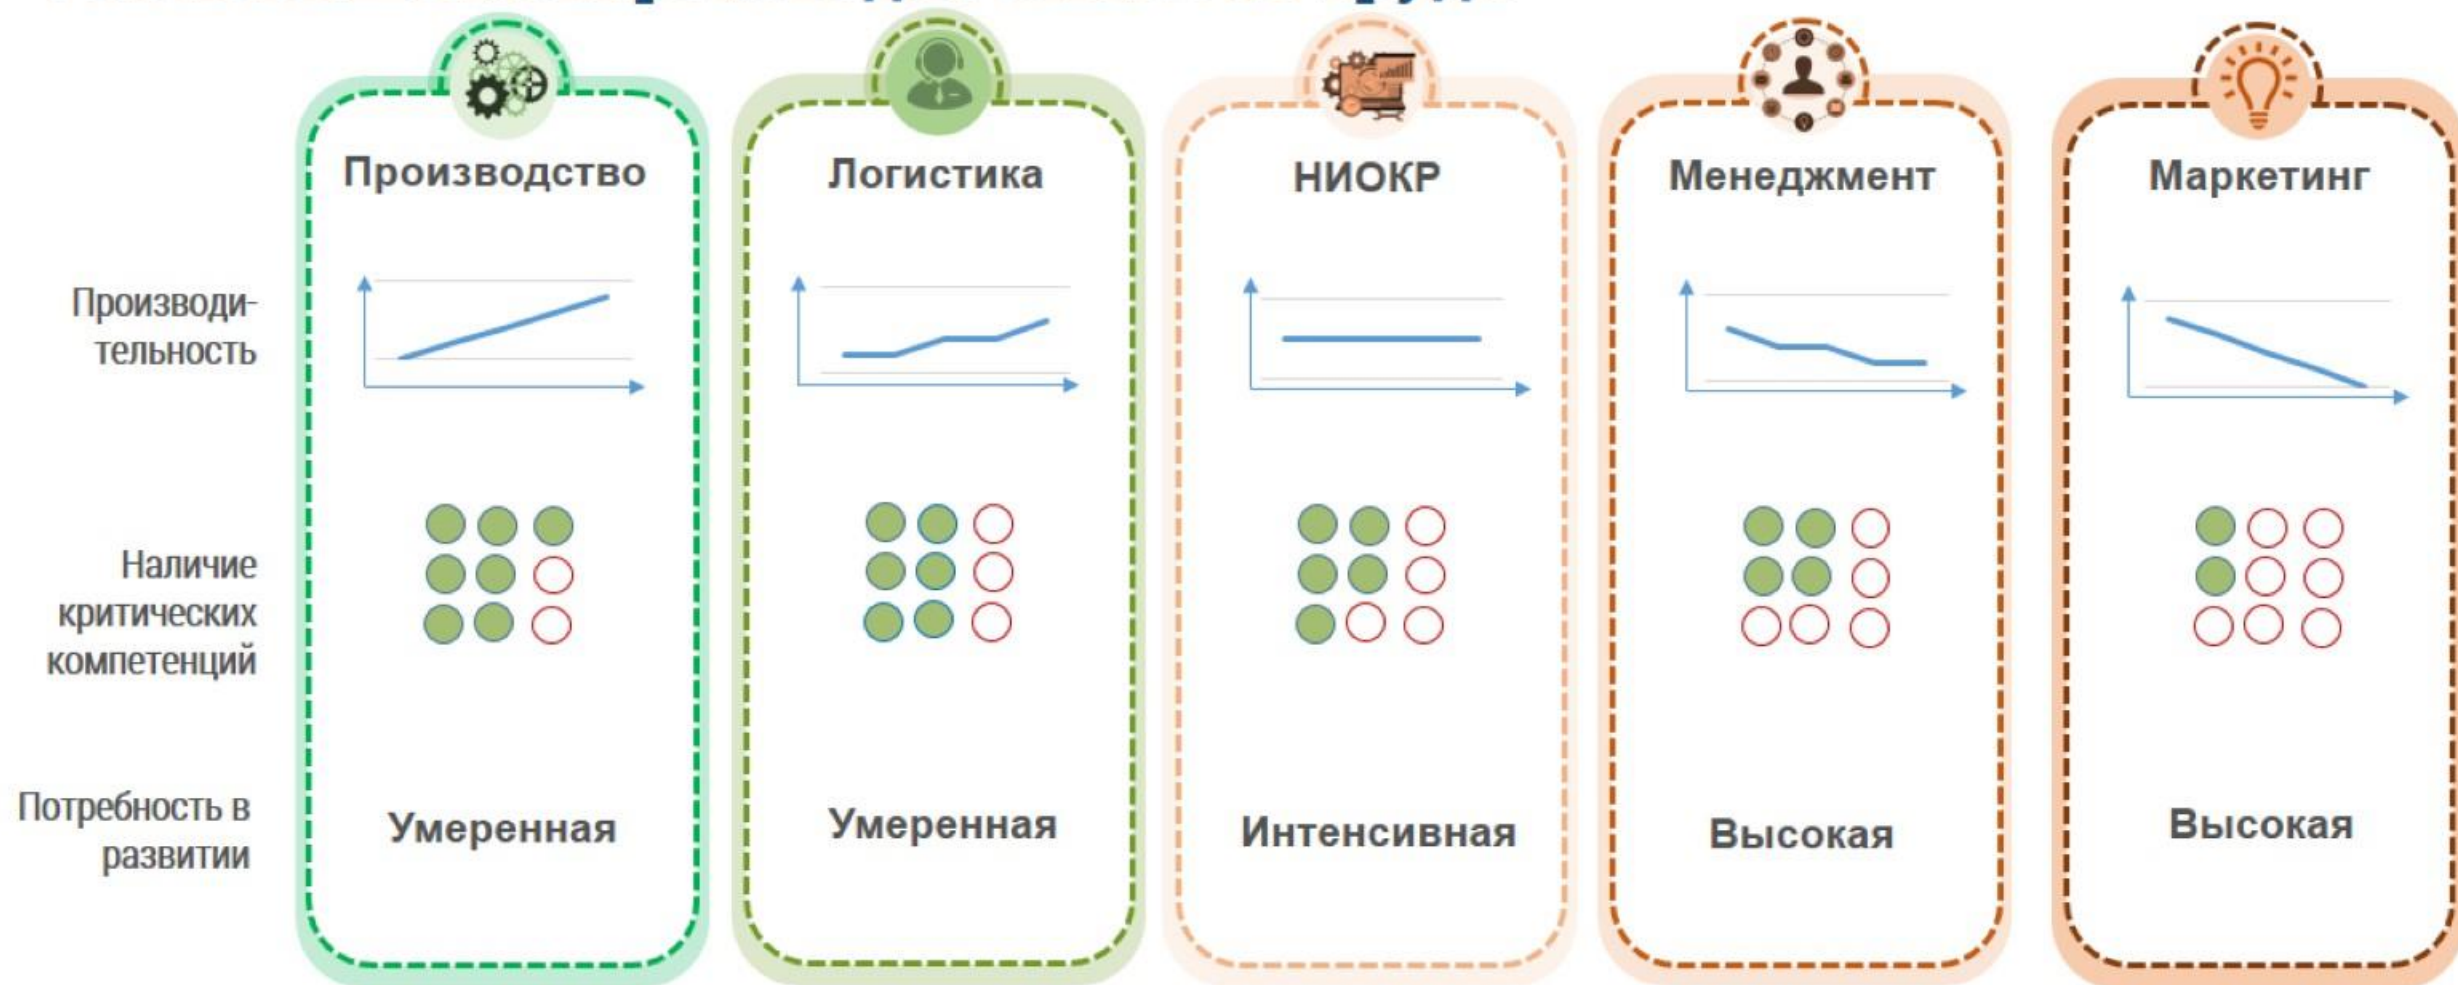 Производство
Логистика
НИОКР
Менеджмент
Маркетинг
Производи-
тельность
Наличие
критических
компетенций
Потребность в
развитии
Умеренная
Умеренная
Интенсивная
Высокая
Высокая